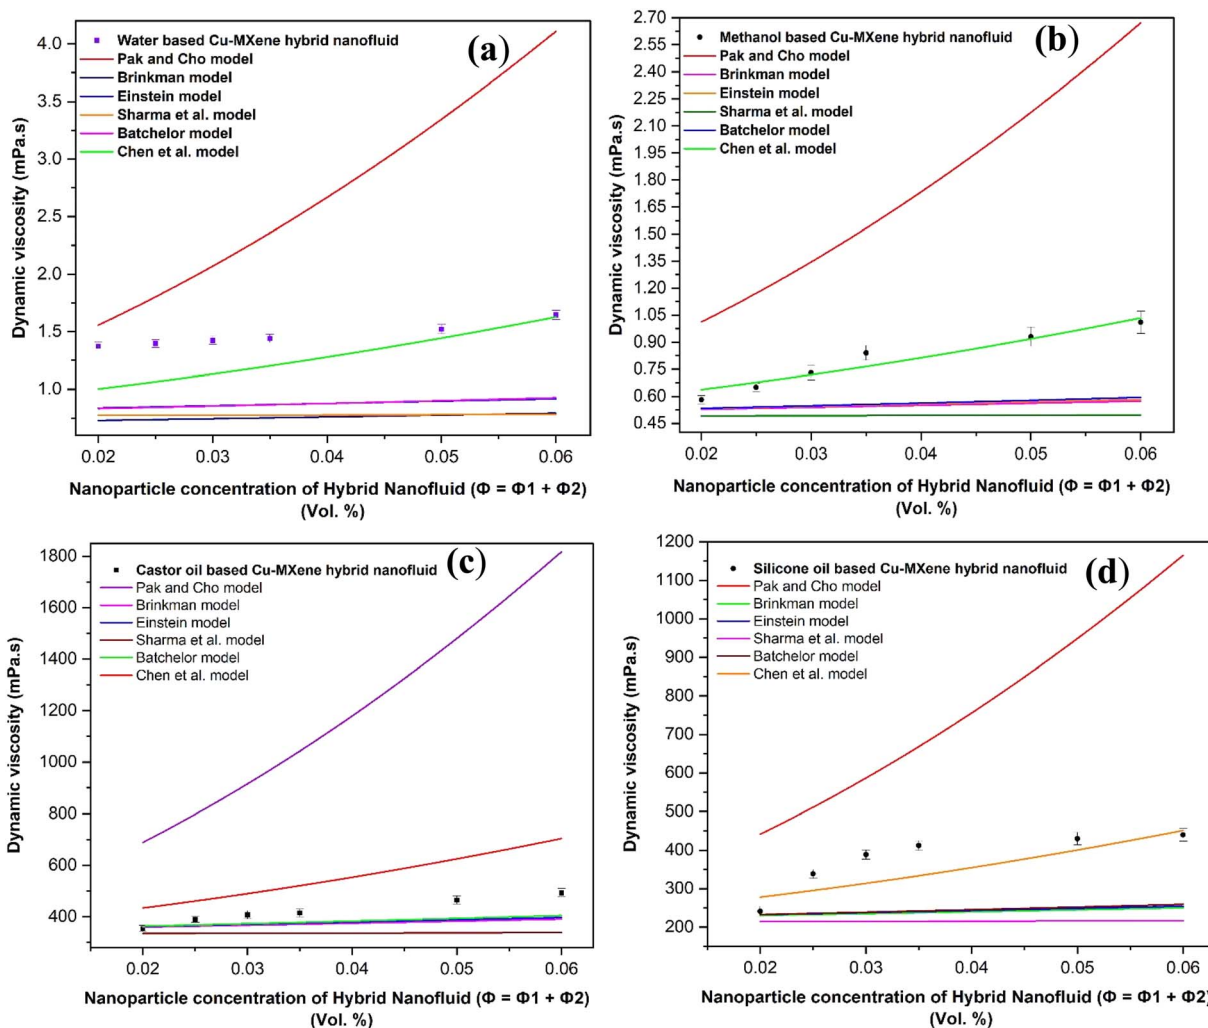 (a)
Water based Cu-MXene hybrid nanofluid
Pak and Cho model
Brinkman model
Einstein model
Sharma et al. model
Batchelor model
Chen et al. model
Dynamic viscosity (mPa.s)
4.0
3.5
3.0
2.5
2.0
1.5
1.0
0.02 0.03 0.04 0.05 0.06
Nanoparticle concentration of Hybrid Nanofluid (Φ = Φ1 + Φ2)
(Vol. %)
(b)
Methanol based Cu-MXene hybrid nanofluid
Pak and Cho model
Brinkman model
Einstein model
Sharma et al. model
Batchelor model
Chen et al. model
Dynamic viscosity (mPa.s)
2.70
2.55
2.40
2.25
2.10
1.95
1.80
1.65
1.50
1.35
1.20
1.05
0.90
0.75
0.60
0.45
0.02 0.03 0.04 0.05 0.06
Nanoparticle concentration of Hybrid Nanofluid (Φ = Φ1 + Φ2)
(Vol. %)
(c)
Castor oil based Cu-MXene hybrid nanofluid
Pak and Cho model
Brinkman model
Einstein model
Sharma et al. model
Batchelor model
Chen et al. model
Dynamic viscosity (mPa.s)
1800
1600
1400
1200
1000
800
600
400
0.02 0.03 0.04 0.05 0.06
Nanoparticle concentration of Hybrid Nanofluid (Φ = Φ1 + Φ2)
(Vol. %)
(d)
Silicone oil based Cu-MXene hybrid nanofluid
Pak and Cho model
Brinkman model
Einstein model
Sharma et al. model
Batchelor model
Chen et al. model
Dynamic viscosity (mPa.s)
1200
1100
1000
900
800
700
600
500
400
300
200
0.02 0.03 0.04 0.05 0.06
Nanoparticle concentration of Hybrid Nanofluid (Φ = Φ1 + Φ2)
(Vol. %)